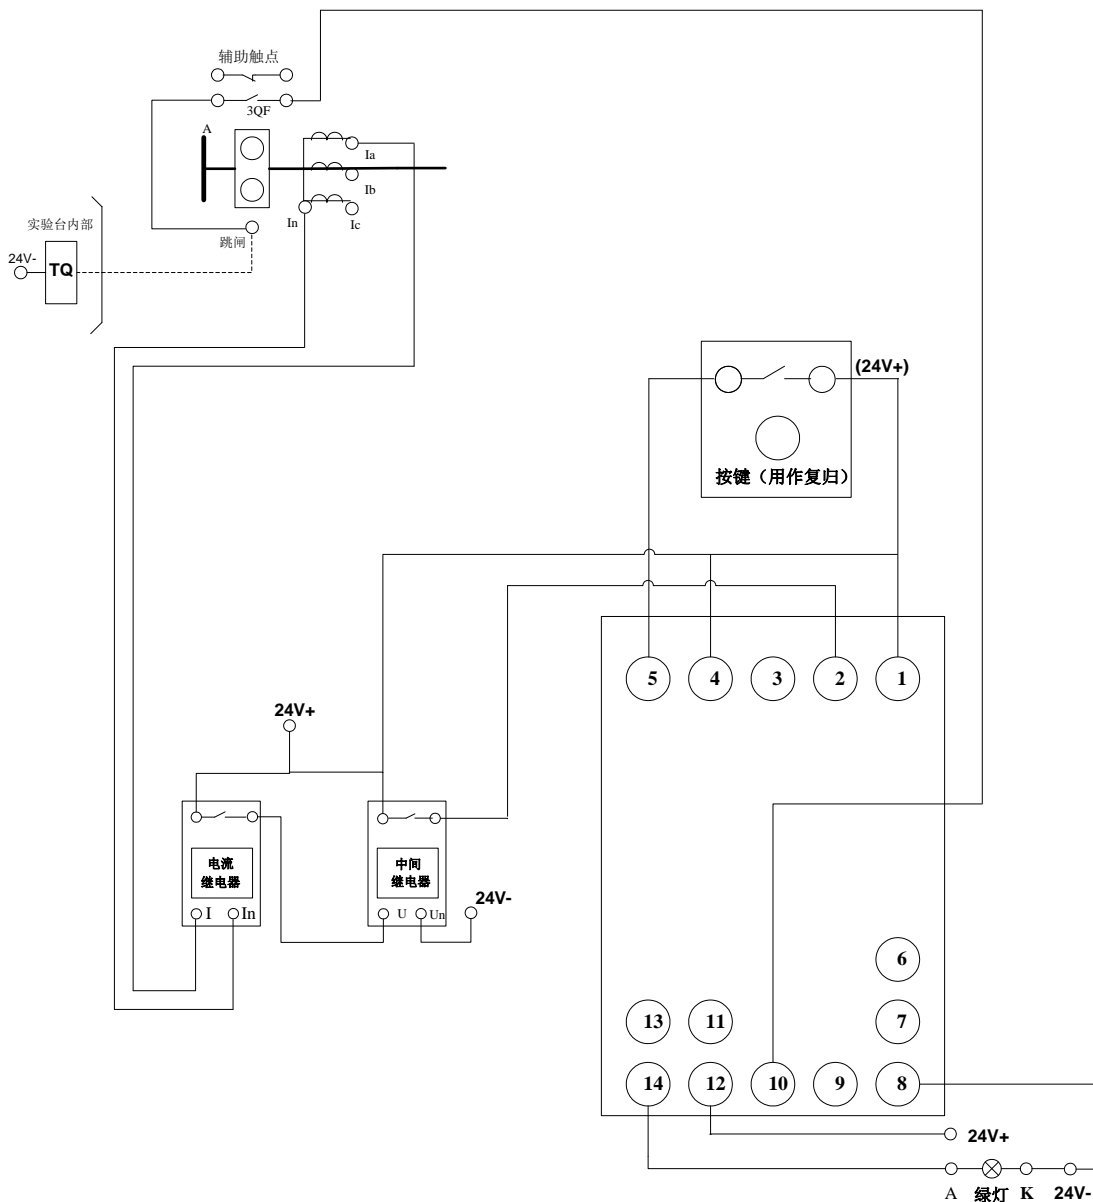 辅助触点
3QF
A
Ia
Ib
Ic
In
跳闸
实验台内部
24V-
TQ
(24V+)
按键（用作复归）
5 4 3 2 1
24V+
电流
继电器
I In
中间
继电器
U Un
24V-
6
13 11 7
14 12 10 9 8
24V+
A 绿灯 K 24V-